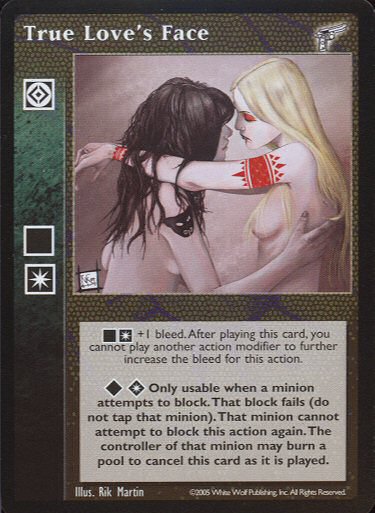 True Love's Face
+1 bleed. After playing this card, you
cannot play another action modifier to further
increase the bleed for this action.
Only usable when a minion
attempts to block. That block fails (do
not tap that minion). That minion cannot
attempt to block this action again. The
controller of that minion may burn a
pool to cancel this card as it is played.
Illus. Rik Martin
©2005 White Wolf Publishing, Inc. All Rights Reserved.